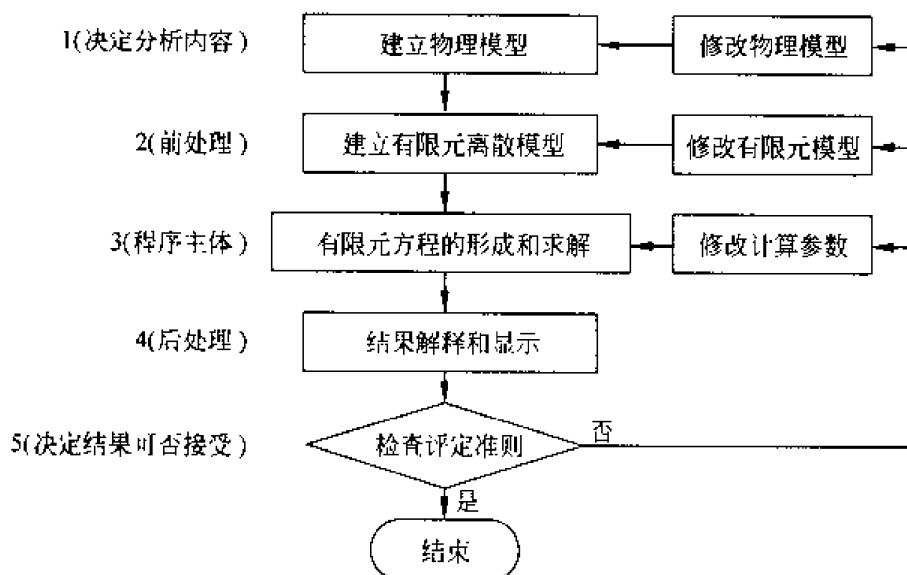 1(决定分析内容)
建立物理模型
修改物理模型
2(前处理)
建立有限元离散模型
修改有限元模型
3(程序主体)
有限元方程的形成和求解
修改计算参数
4(后处理)
结果解释和显示
5(决定结果可否接受)
检查评定准则
否
是
结束